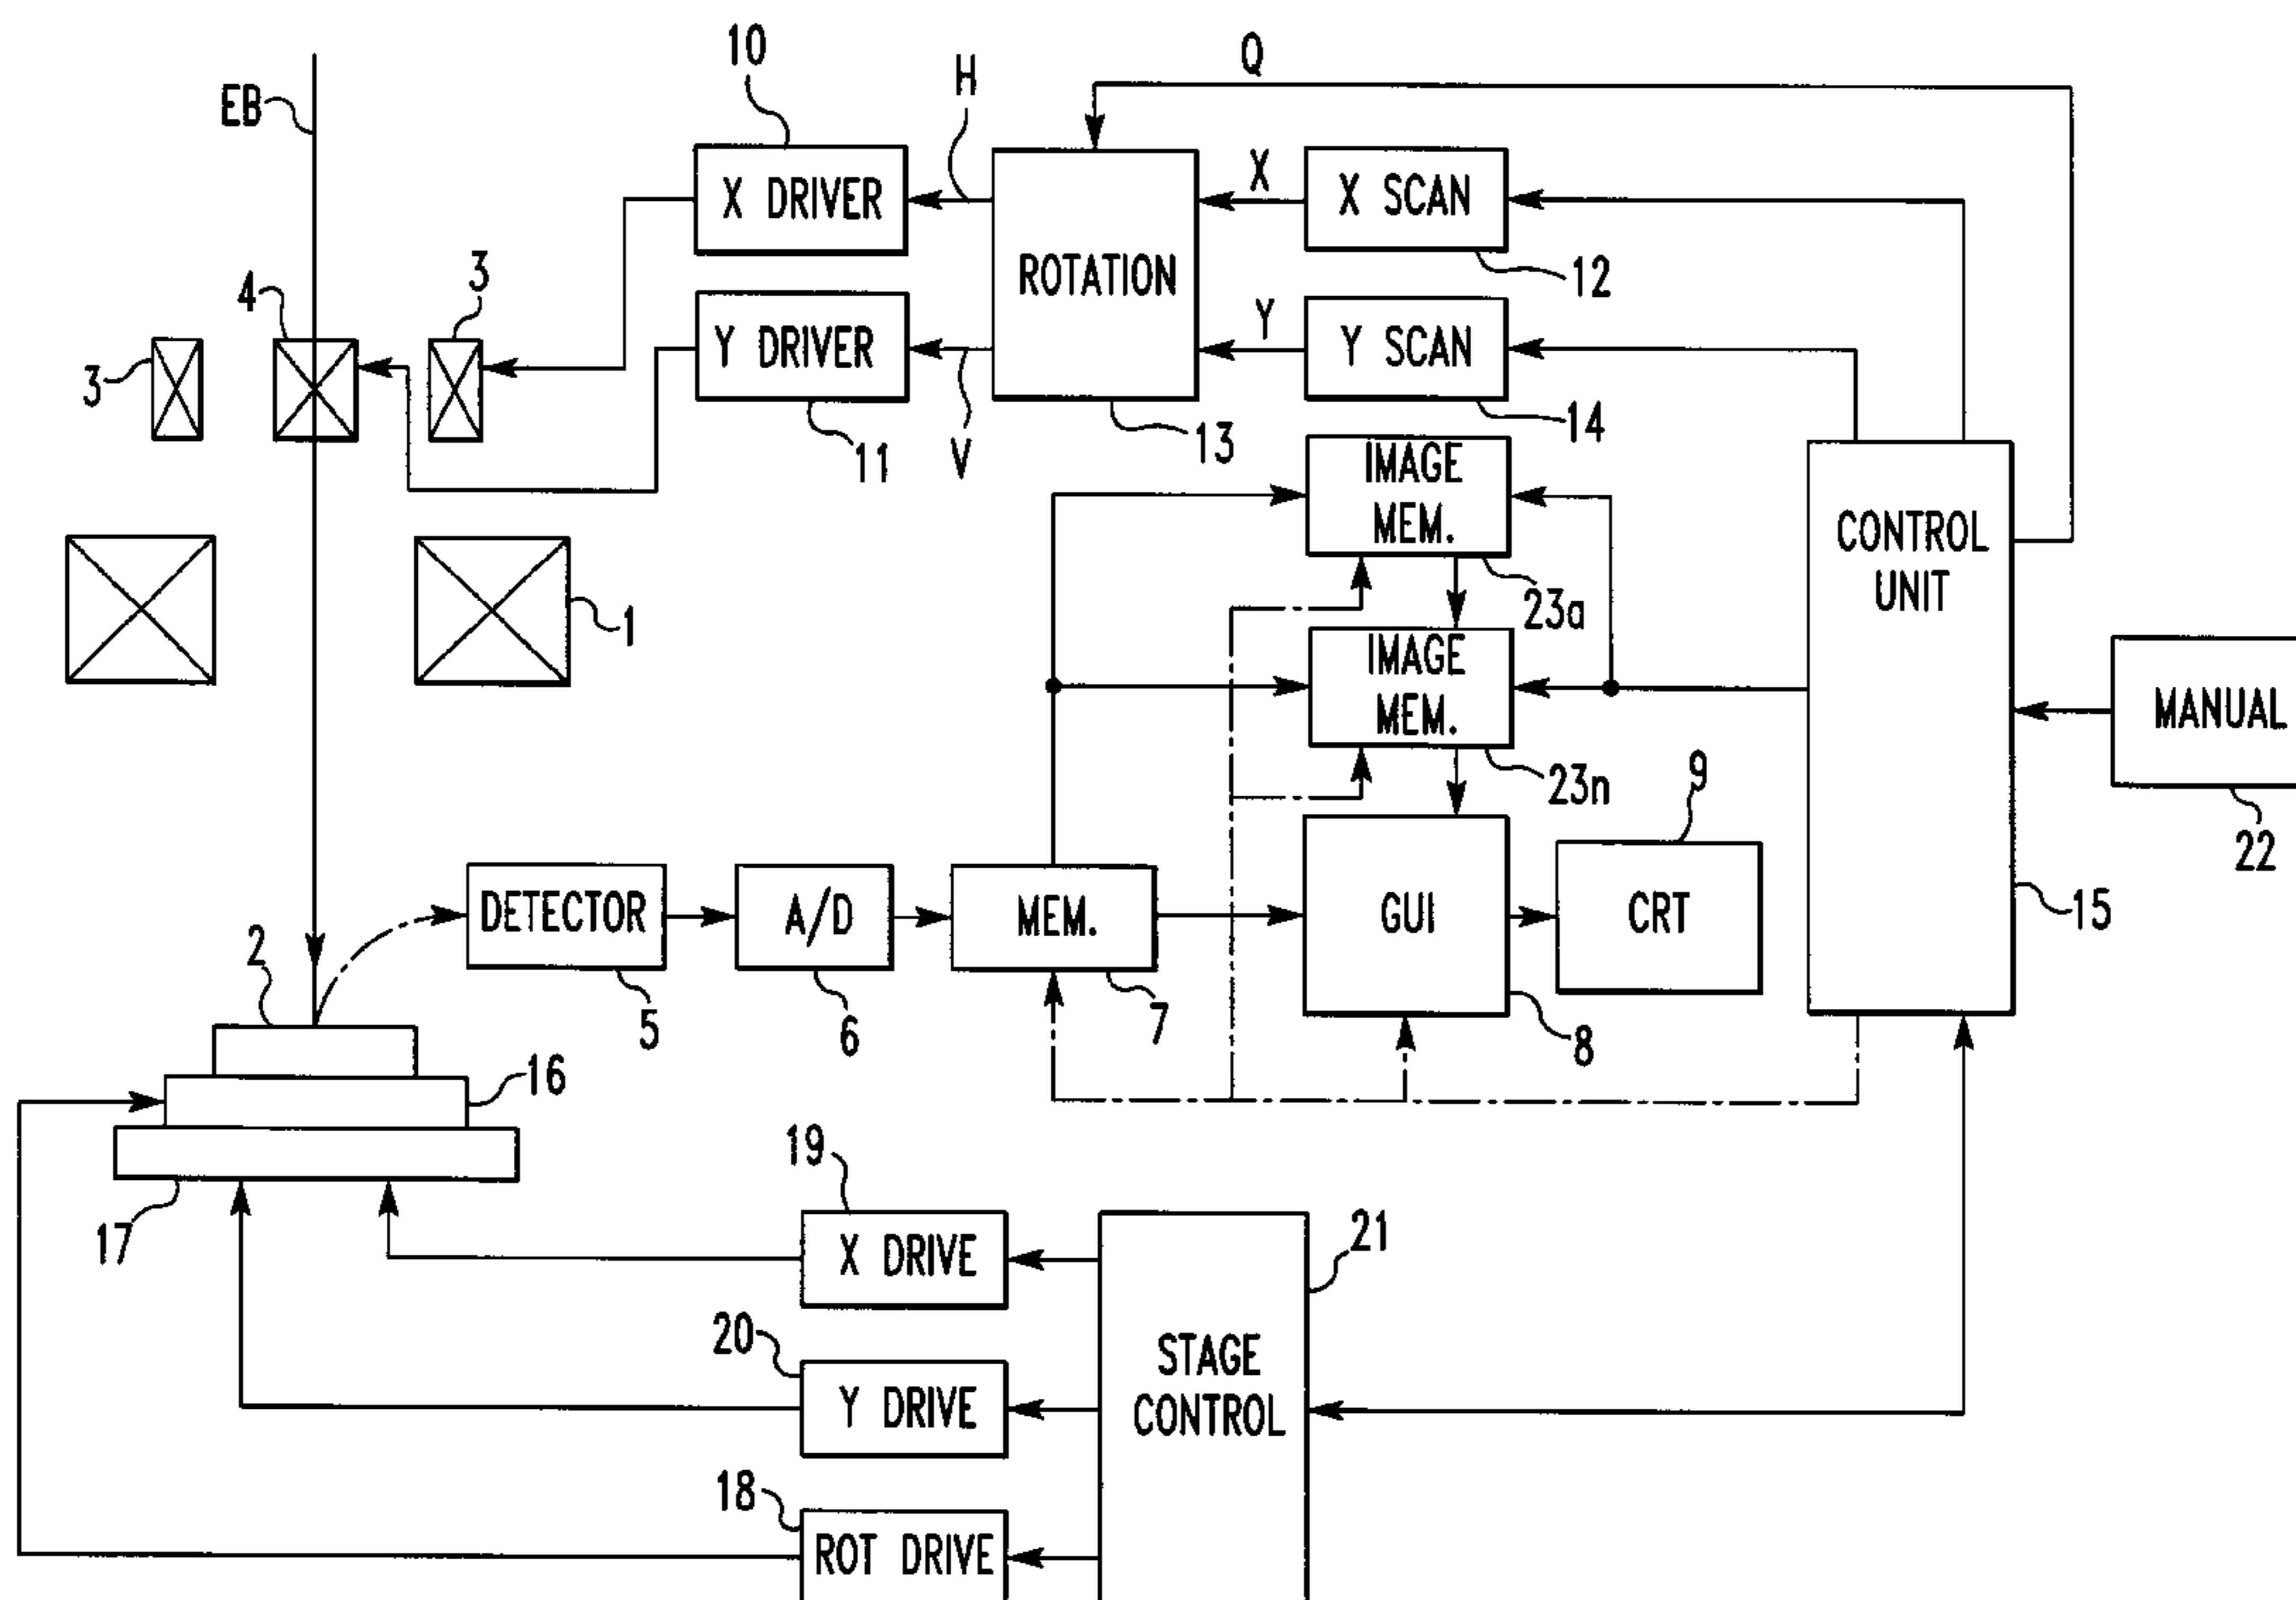 10
H
Q
EB
X DRIVER
X
X SCAN
ROTATION
12
4
3
Y DRIVER
Y
Y SCAN
3
11
V
13
14
IMAGE
MEM.
CONTROL
UNIT
23a
1
IMAGE
MEM.
MANUAL
23n
9
22
DETECTOR
A/D
MEM.
GUI
CRT
15
2
5
6
7
8
16
19
17
X DRIVE
21
20
STAGE
CONTROL
Y DRIVE
18
ROT DRIVE